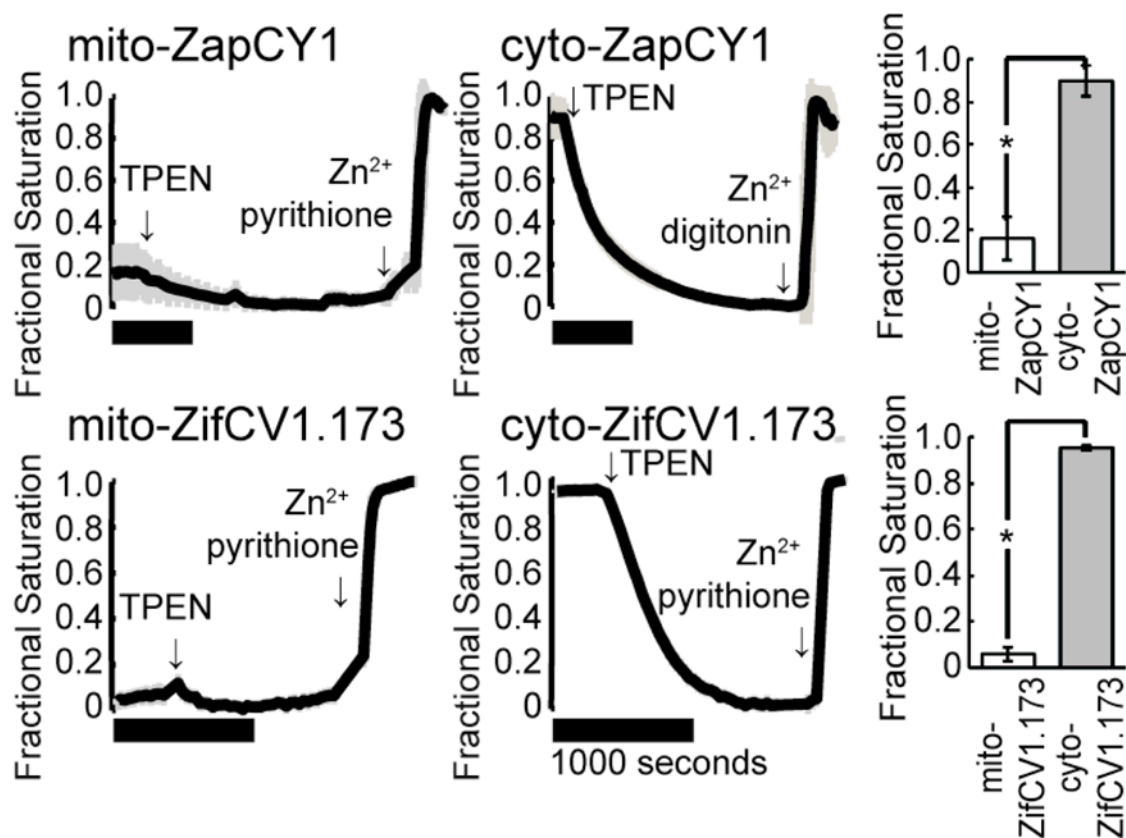 mito-ZapCY1
Fractional Saturation
1.0
0.8
0.6
0.4
0.2
0
TPEN
↓
Zn²⁺
pyrithione
↓
cyto-ZapCY1
Fractional Saturation
1.0
0.8
0.6
0.4
0.2
0
↓TPEN
Zn²⁺
digitonin
↓
Fractional Saturation
1.0
0.8
0.6
0.4
0.2
0
*
mito-
ZapCY1
cyto-
ZapCY1
mito-ZifCV1.173
Fractional Saturation
1.0
0.8
0.6
0.4
0.2
0
TPEN
↓
Zn²⁺
pyrithione
↓
cyto-ZifCV1.173
Fractional Saturation
1.0
0.8
0.6
0.4
0.2
0
↓TPEN
Zn²⁺
pyrithione
↓
1000 seconds
Fractional Saturation
1.0
0.8
0.6
0.4
0.2
0
*
mito-
ZifCV1.173
cyto-
ZifCV1.173